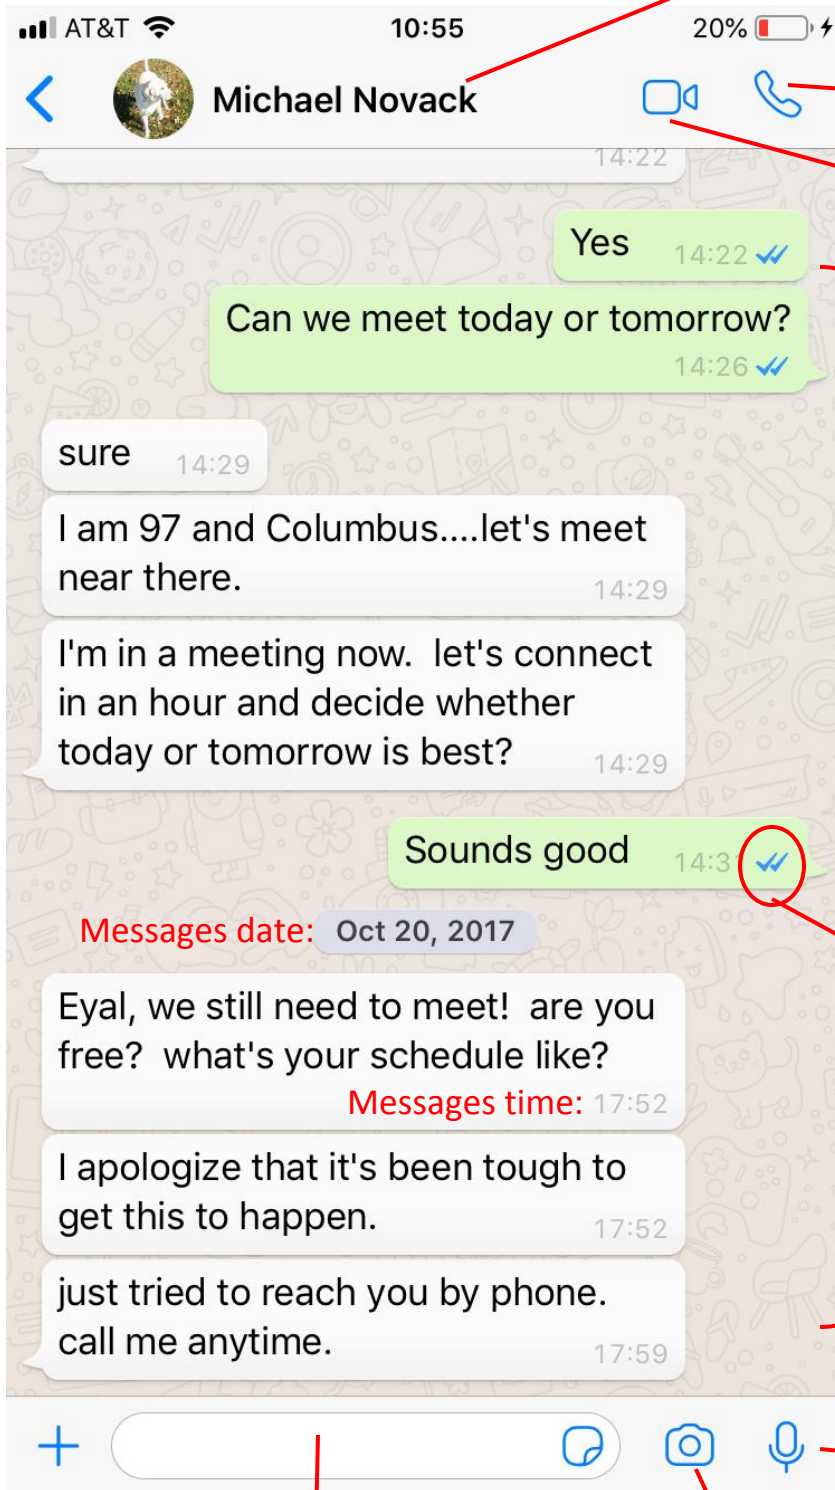 AT&T 10:55 20%
Michael Novack
14:22
Yes 14:22
Can we meet today or tomorrow?
14:26
sure 14:29
I am 97 and Columbus....let's meet
near there. 14:29
I'm in a meeting now. let's connect
in an hour and decide whether
today or tomorrow is best? 14:29
Sounds good 14:31
Messages date: Oct 20, 2017
Eyal, we still need to meet! are you
free? what's your schedule like?
Messages time: 17:52
I apologize that it's been tough to
get this to happen. 17:52
just tried to reach you by phone.
call me anytime. 17:59